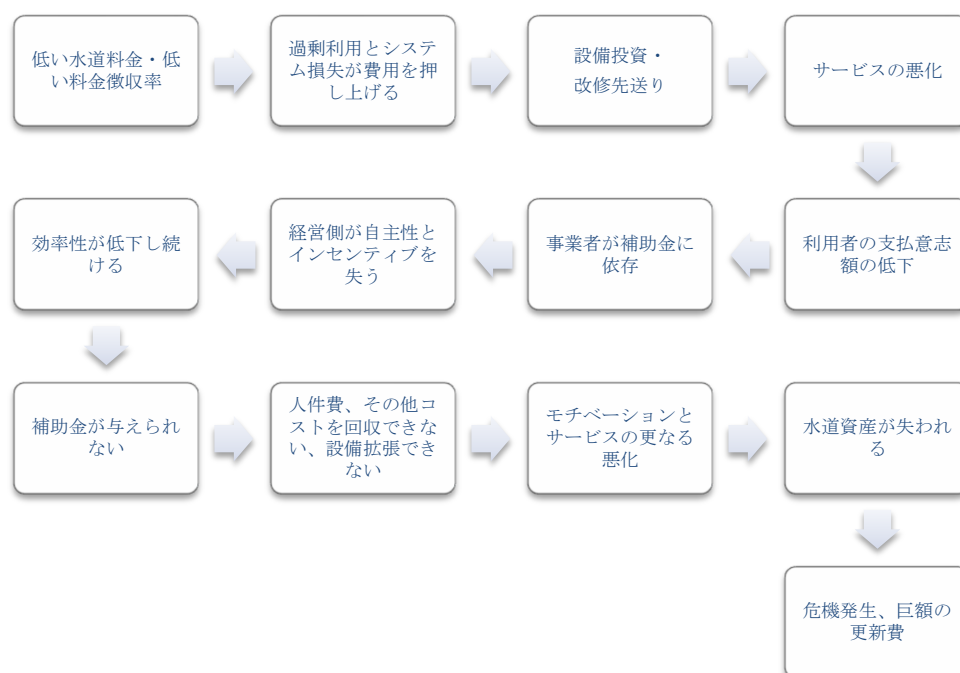 低い水道料金・低
い料金徴収率
過剰利用とシステ
ム損失が費用を押
し上げる
設備投資・
改修先送り
サービスの悪化
利用者の支払意志
額の低下
事業者が補助金に
依存
経営側が自主性と
インセンティブを
失う
効率性が低下し続
ける
補助金が与えられ
ない
人件費、その他コ
ストを回収できな
い、設備拡張でき
ない
モチベーションと
サービスの更なる
悪化
水道資産が失われ
る
危機発生、巨額の
更新費